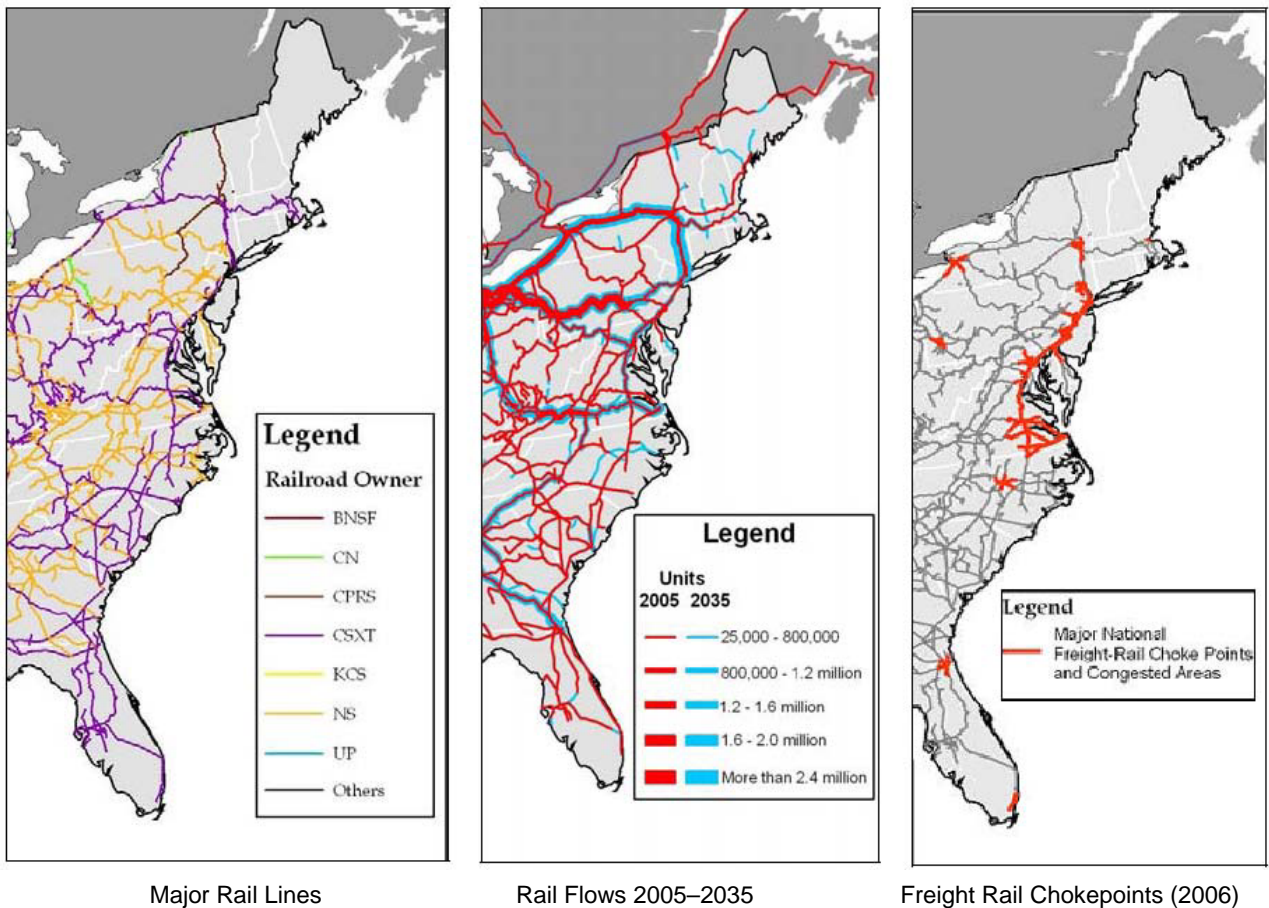 Legend
Railroad Owner
BNSF
CN
CPRS
CSXT
KCS
NS
UP
Others
Legend
Units
2005 2035
25,000 - 800,000
800,000 - 1.2 million
1.2 - 1.6 million
1.6 - 2.0 million
More than 2.4 million
Legend
Major National
Freight-Rail Choke Points
and Congested Areas
Major Rail Lines
Rail Flows 2005–2035
Freight Rail Chokepoints (2006)